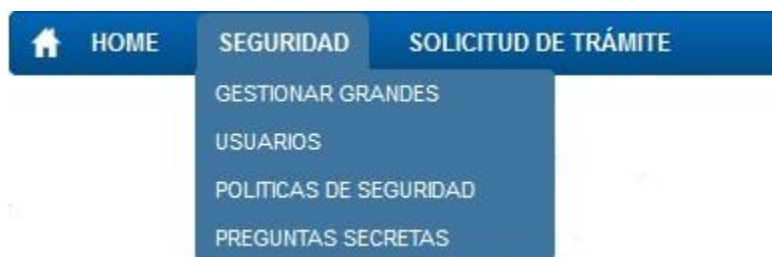 HOME SEGURIDAD SOLICITUD DE TRÁMITE
GESTIONAR GRANDES
USUARIOS
POLITICAS DE SEGURIDAD
PREGUNTAS SECRETAS